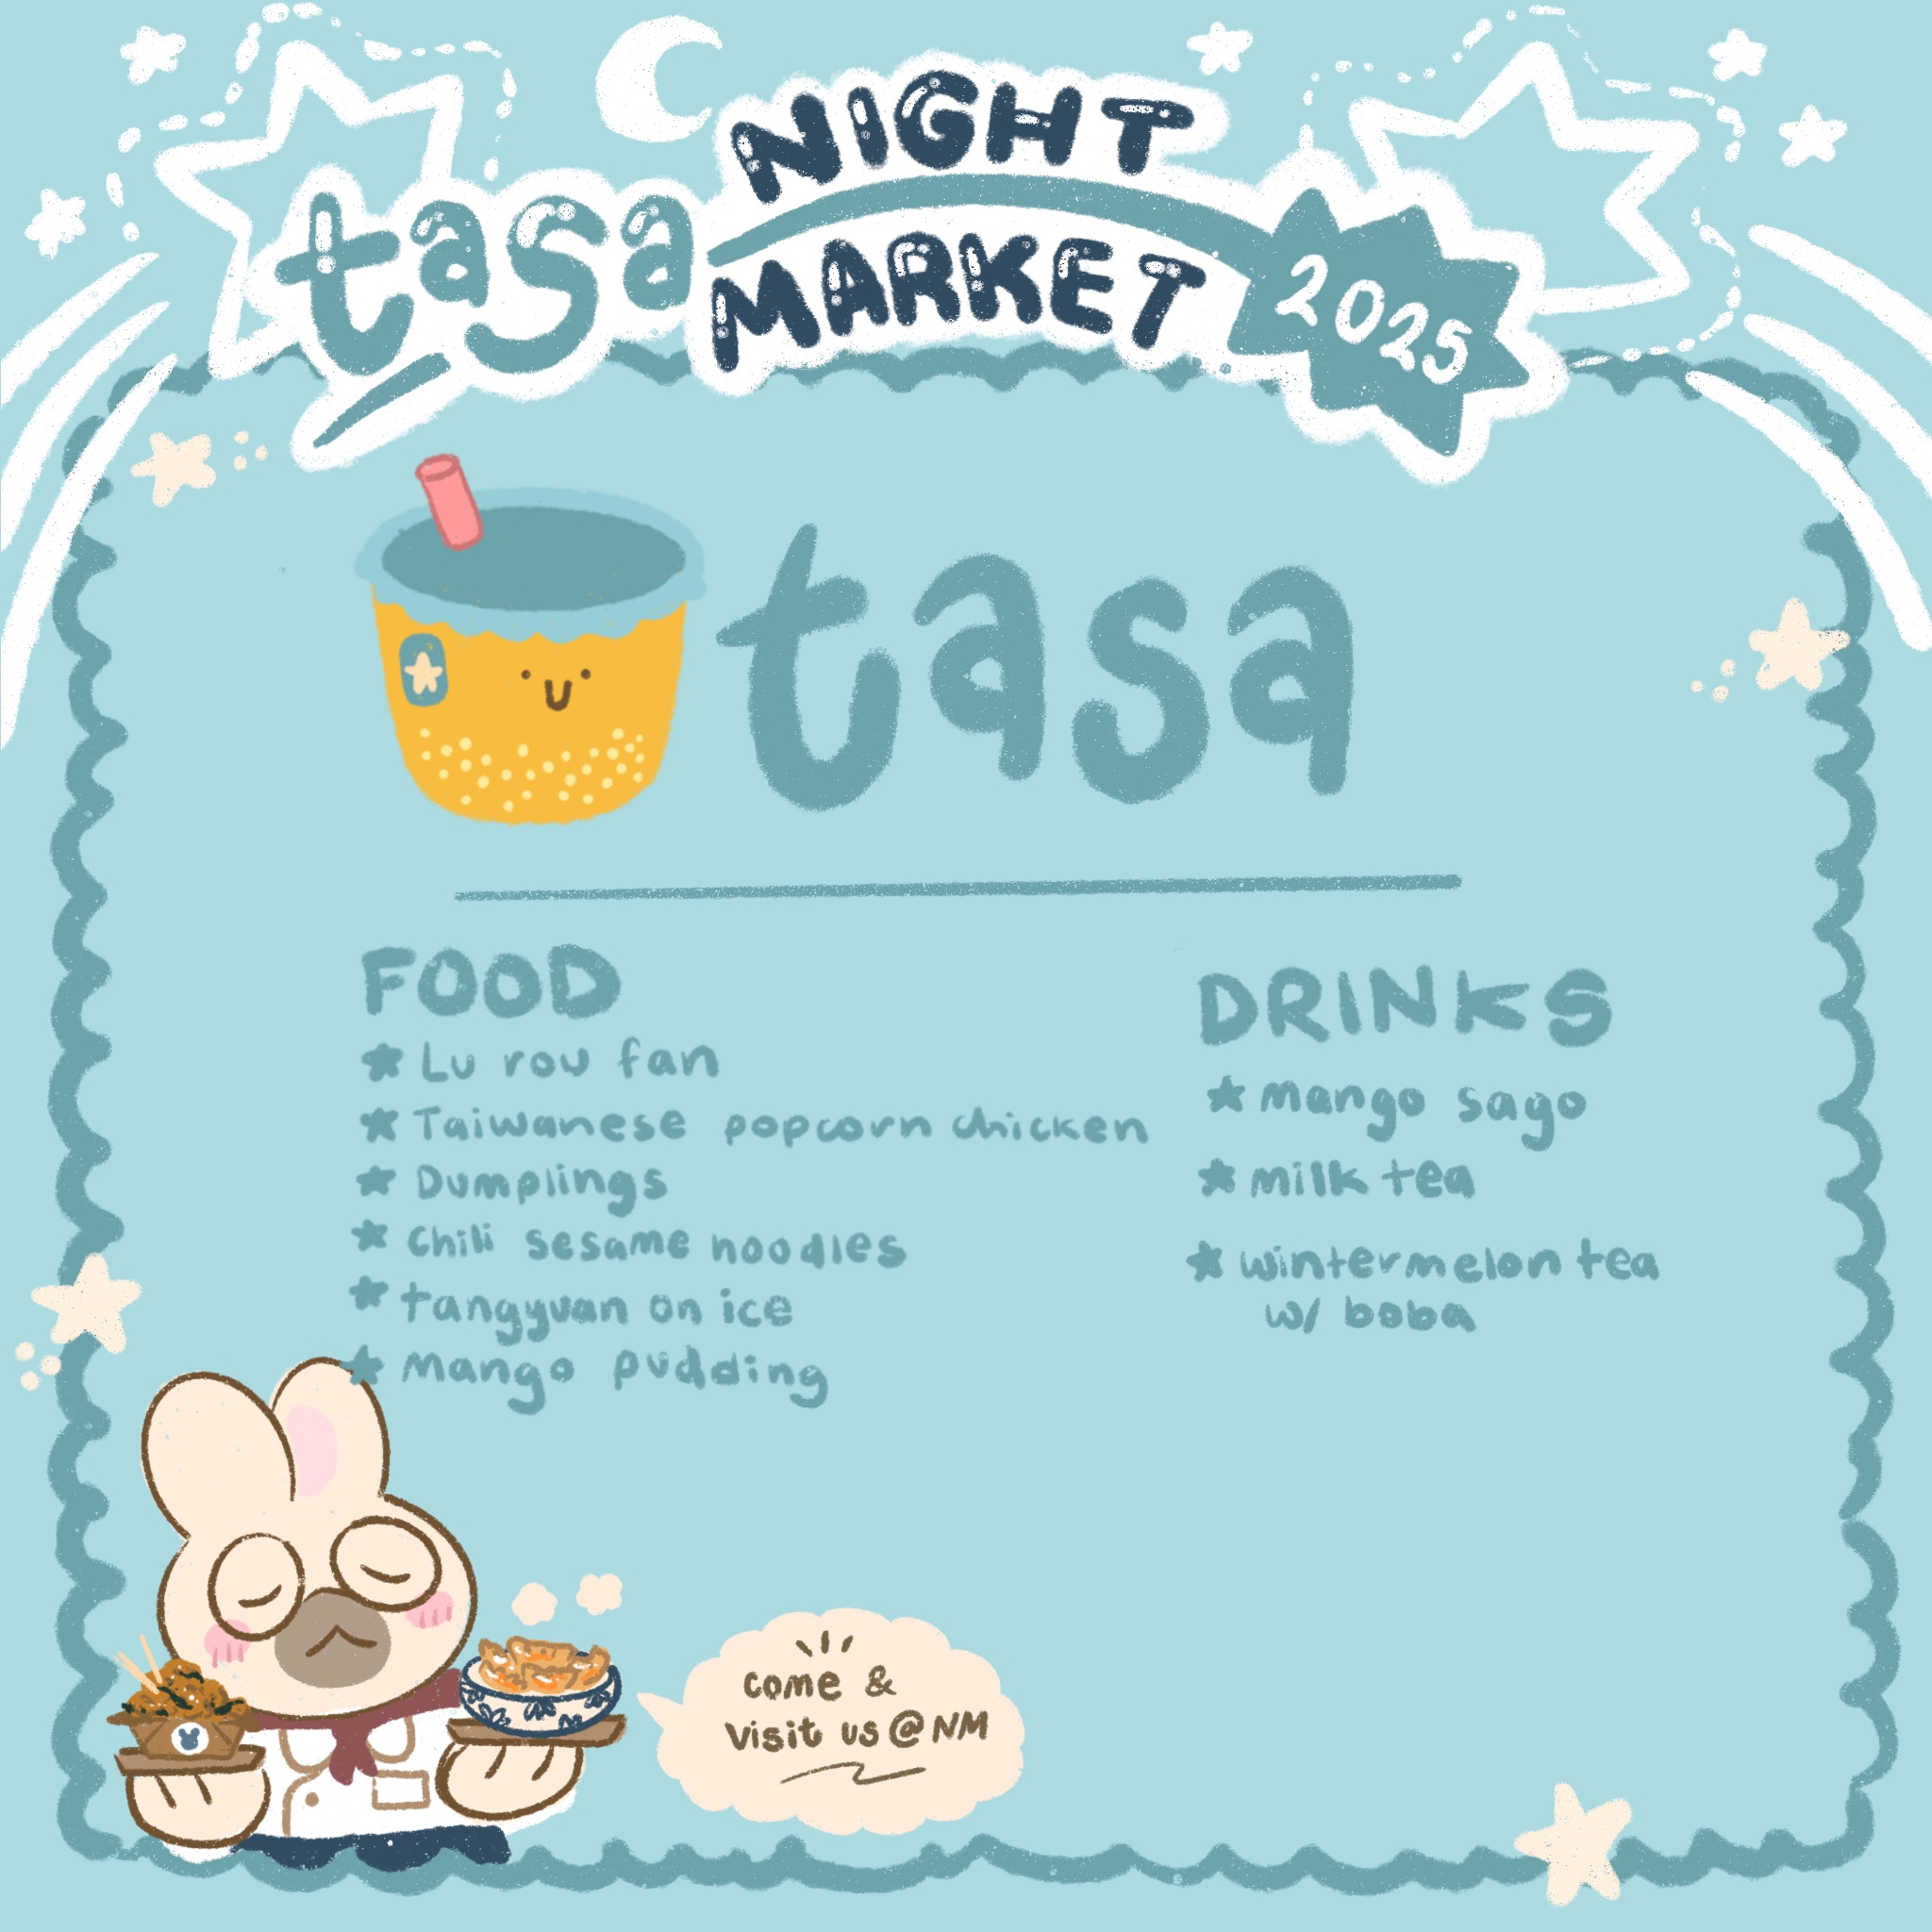 tasa NIGHT MARKET 2025
tasa
FOOD
Lu rou fan
Taiwanese popcorn chicken
Dumplings
Chili sesame noodles
tangyuan on ice
Mango pudding
DRINKS
mango sago
milk tea
wintermelon tea
w/ boba
come &
visit us @ NM